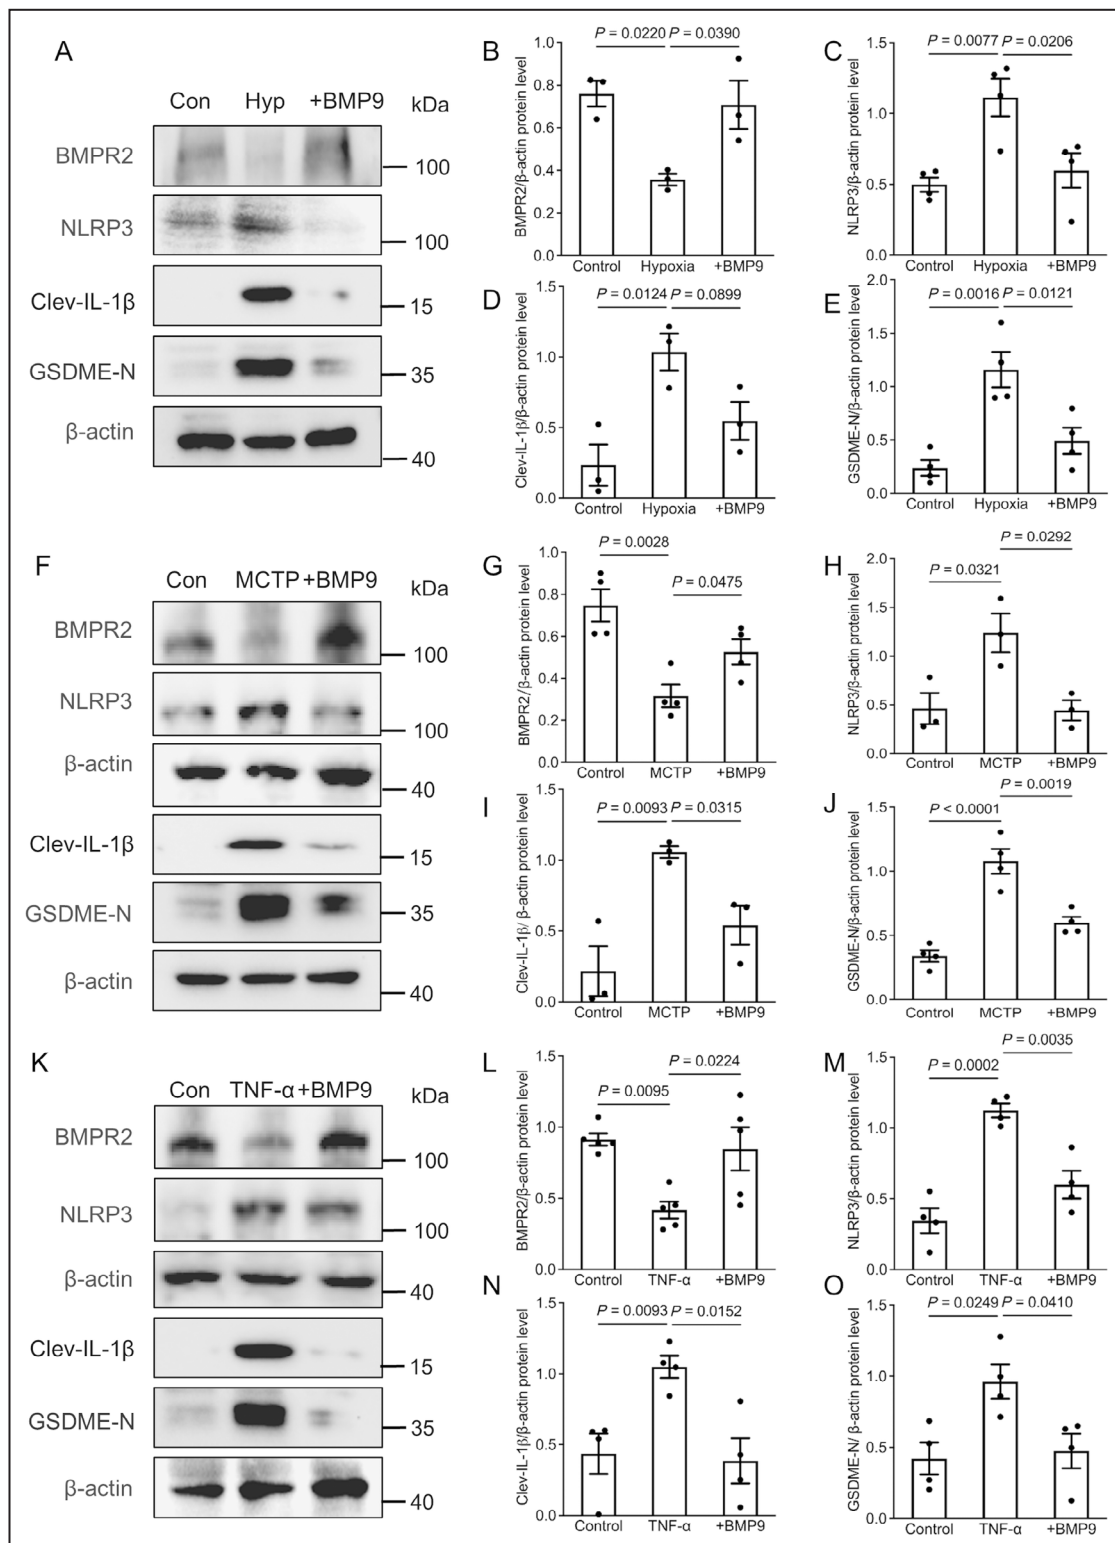 A
Con Hyp +BMP9 kDa
BMPR2
100
NLRP3
100
Clev-IL-1β
15
GSDME-N
35
β-actin
40
B
P = 0.0220 P = 0.0390
BMPR2/β-actin protein level
1.0
0.8
0.6
0.4
0.2
0.0
Control Hypoxia +BMP9
C
P = 0.0077 P = 0.0206
NLRP3/β-actin protein level
1.5
1.0
0.5
0.0
Control Hypoxia +BMP9
D
P = 0.0124 P = 0.0899
Clev-IL-1β/β-actin protein level
1.5
1.0
0.5
0.0
Control Hypoxia +BMP9
E
P = 0.0016 P = 0.0121
GSDME-N/β-actin protein level
2.0
1.5
1.0
0.5
0.0
Control Hypoxia +BMP9
F
Con MCTP +BMP9 kDa
BMPR2
100
NLRP3
100
β-actin
40
Clev-IL-1β
15
GSDME-N
35
β-actin
40
G
P = 0.0028
P = 0.0475
BMPR2/β-actin protein level
1.0
0.8
0.6
0.4
0.2
0.0
Control MCTP +BMP9
H
P = 0.0292
P = 0.0321
NLRP3/β-actin protein level
2.0
1.5
1.0
0.5
0.0
Control MCTP +BMP9
I
P = 0.0093 P = 0.0315
Clev-IL-1β/ β-actin protein level
1.5
1.0
0.5
0.0
Control MCTP +BMP9
J
P = 0.0019
P < 0.0001
GSDME-N/β-actin protein level
1.5
1.0
0.5
0.0
Control MCTP +BMP9
K
Con TNF-α +BMP9 kDa
BMPR2
100
NLRP3
100
β-actin
40
Clev-IL-1β
15
GSDME-N
35
β-actin
40
L
P = 0.0224
P = 0.0095
BMPR2/β-actin protein level
1.5
1.0
0.5
0.0
Control TNF-α +BMP9
M
P = 0.0035
P = 0.0002
NLRP3/β-actin protein level
1.5
1.0
0.5
0.0
Control TNF-α +BMP9
N
P = 0.0093 P = 0.0152
Clev-IL-1β/β-actin protein level
1.5
1.0
0.5
0.0
Control TNF-α +BMP9
O
P = 0.0249 P = 0.0410
GSDME-N/ β-actin protein level
1.5
1.0
0.5
0.0
Control TNF-α +BMP9